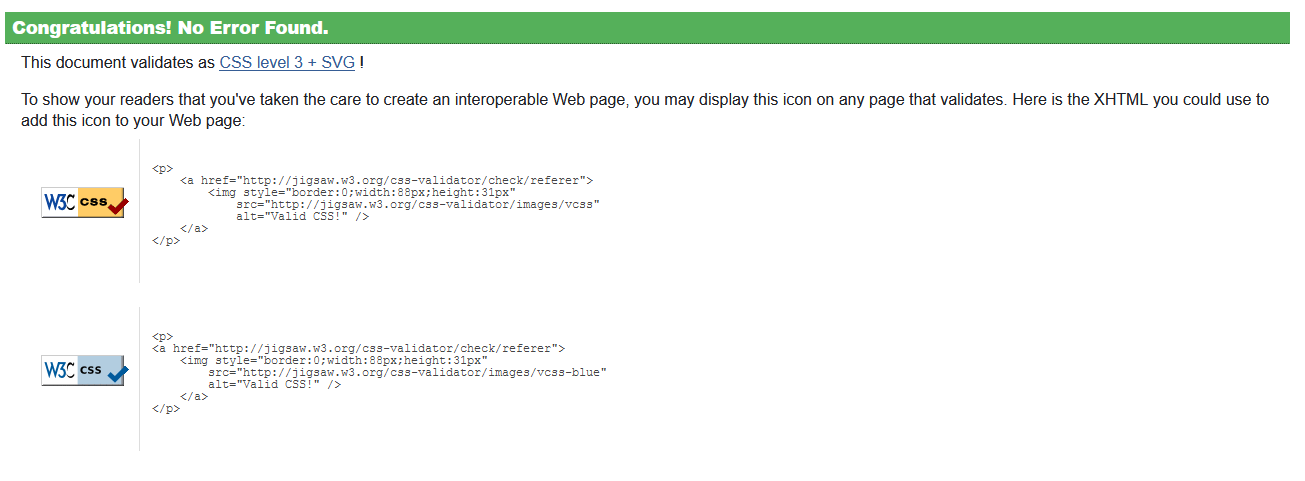 Congratulations! No Error Found.
This document validates as CSS level 3 + SVG !
To show your readers that you've taken the care to create an interoperable Web page, you may display this icon on any page that validates. Here is the XHTML you could use to
add this icon to your Web page:
W3C css
<p>
    <a href="http://jigsaw.w3.org/css-validator/check/referer">
        <img style="border:0;width:88px;height:31px"
            src="http://jigsaw.w3.org/css-validator/images/vcss"
            alt="Valid CSS!" />
    </a>
</p>
W3C css
<p>
<a href="http://jigsaw.w3.org/css-validator/check/referer">
    <img style="border:0;width:88px;height:31px"
        src="http://jigsaw.w3.org/css-validator/images/vcss-blue"
        alt="Valid CSS!" />
    </a>
</p>